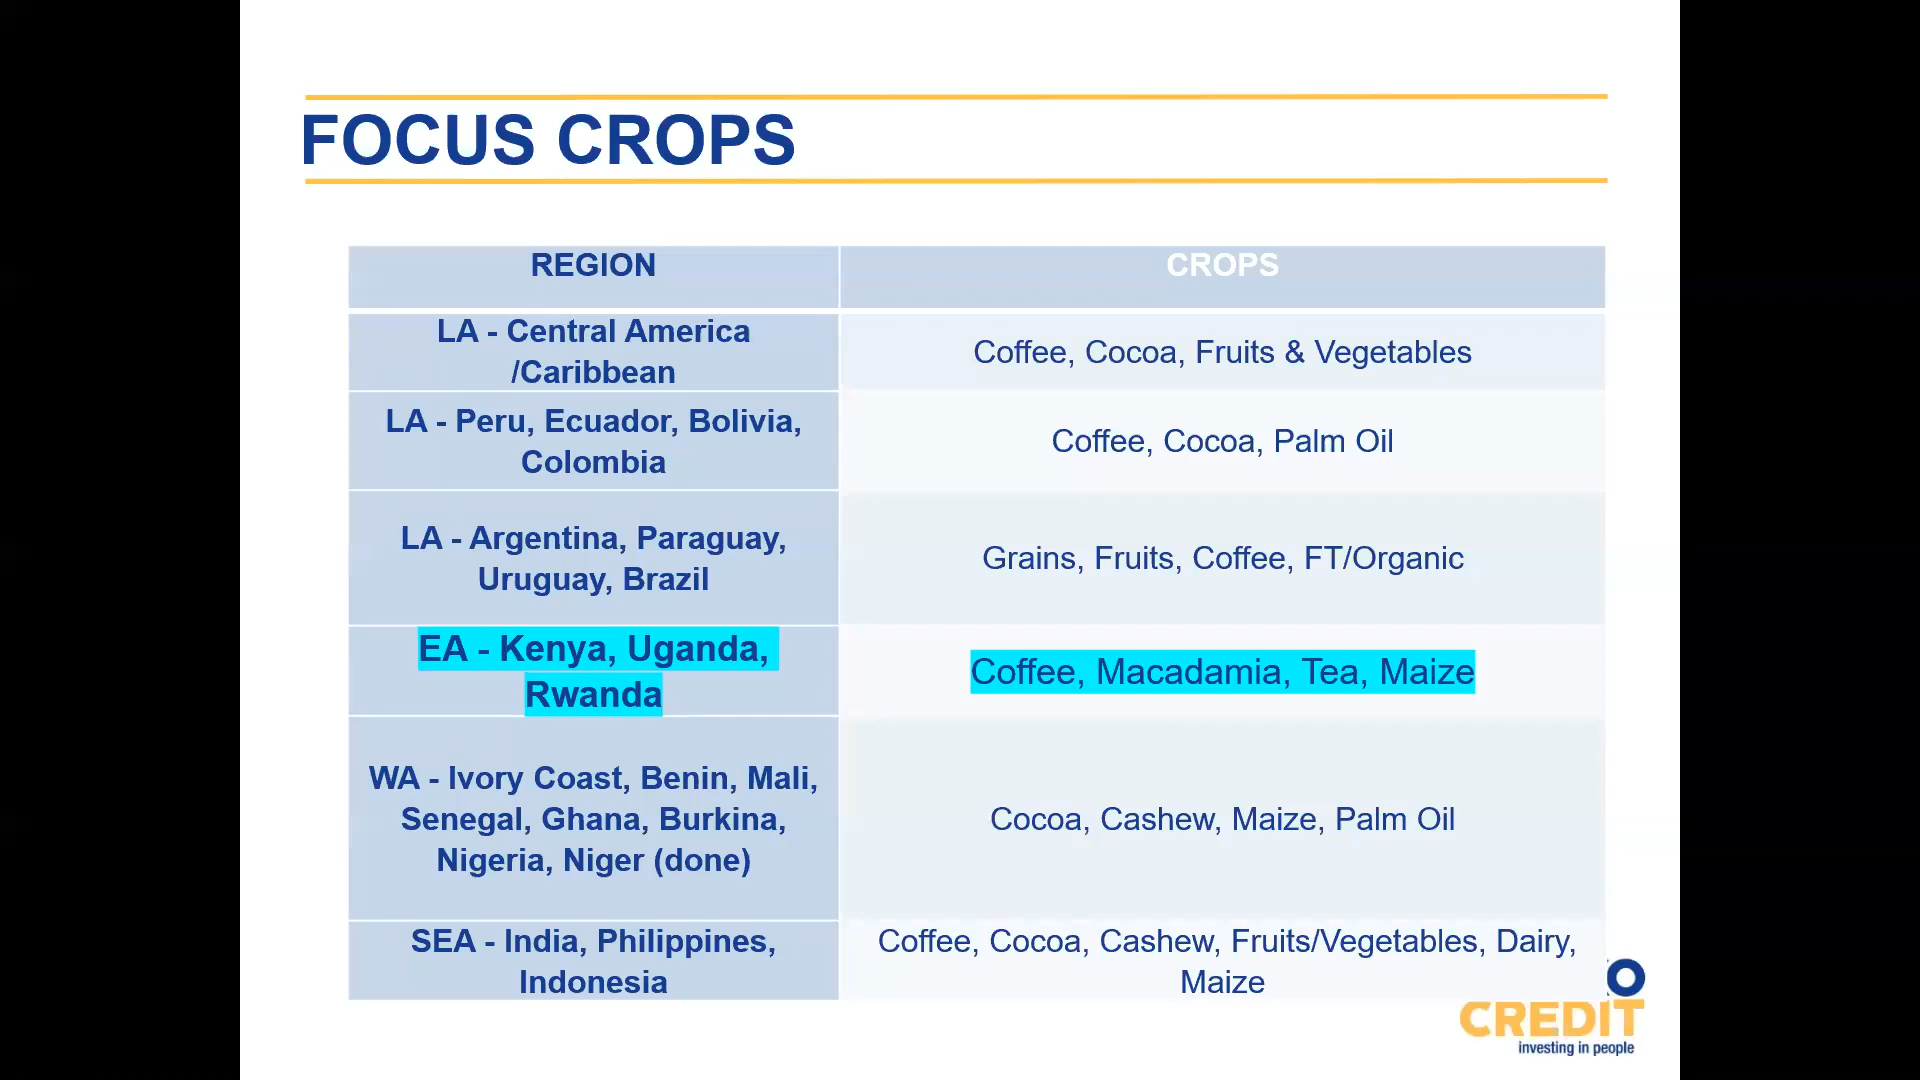 FOCUS CROPS
REGION
CROPS
LA - Central America
/Caribbean
Coffee, Cocoa, Fruits & Vegetables
LA - Peru, Ecuador, Bolivia,
Colombia
Coffee, Cocoa, Palm Oil
LA - Argentina, Paraguay,
Uruguay, Brazil
Grains, Fruits, Coffee, FT/Organic
EA - Kenya, Uganda,
Rwanda
Coffee, Macadamia, Tea, Maize
WA - Ivory Coast, Benin, Mali,
Senegal, Ghana, Burkina,
Nigeria, Niger (done)
Cocoa, Cashew, Maize, Palm Oil
SEA - India, Philippines,
Indonesia
Coffee, Cocoa, Cashew, Fruits/Vegetables, Dairy,
Maize
CREDIT
investing in people